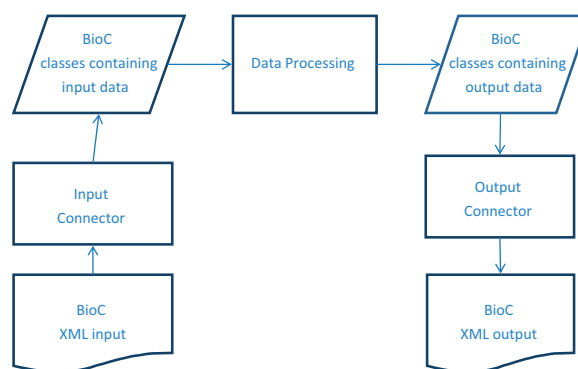 BioC
classes containing
input data
Data Processing
BioC
classes containing
output data
Input
Connector
Output
Connector
BioC
XML input
BioC
XML output